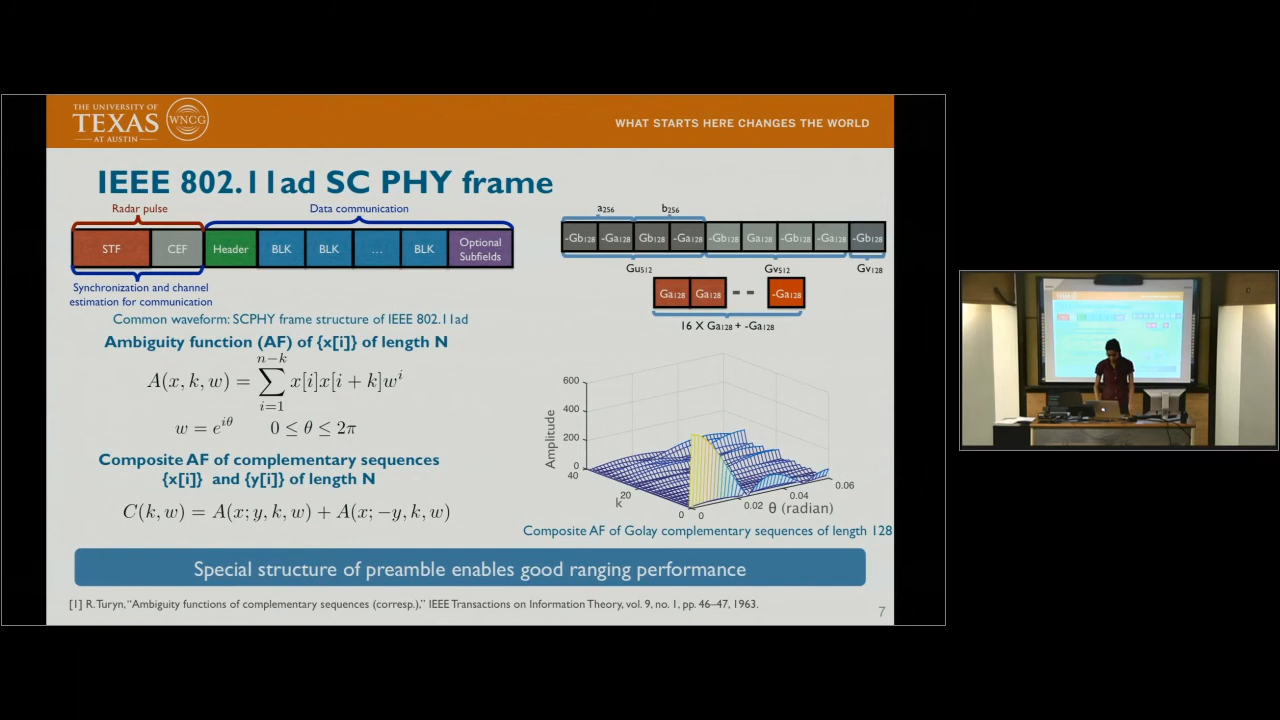 THE UNIVERSITY OF
TEXAS
AT AUSTIN
WNCG
WHAT STARTS HERE CHANGES THE WORLD
IEEE 802.11ad SC PHY frame
Radar pulse
Data communication
STF CEF Header BLK BLK ... BLK Optional Subfields
Synchronization and channel
estimation for communication
Common waveform: SCPHY frame structure of IEEE 802.11ad
Ambiguity function (AF) of {x[i]} of length N
A(x, k, w) = ∑_{i=1}^{n−k} x[i]x[i + k]w^i
w = e^{iθ} 0 ≤ θ ≤ 2π
Composite AF of complementary sequences
{x[i]} and {y[i]} of length N
C(k, w) = A(x; y, k, w) + A(x; −y, k, w)
a256 b256
-Gb128 -Ga128 Gb128 -Ga128 -Gb128 Ga128 -Gb128 -Ga128 -Gb128
Gu512 Gv512 Gv128
Ga128 Ga128 - - -Ga128
16 X Ga128 + -Ga128
600
400
200
0
Amplitude
40
20
0
k
0
0.02
0.04
0.06
θ (radian)
Composite AF of Golay complementary sequences of length 128
Special structure of preamble enables good ranging performance
[1] R. Turyn, "Ambiguity functions of complementary sequences (corresp.)," IEEE Transactions on Information Theory, vol. 9, no. 1, pp. 46–47, 1963.
7